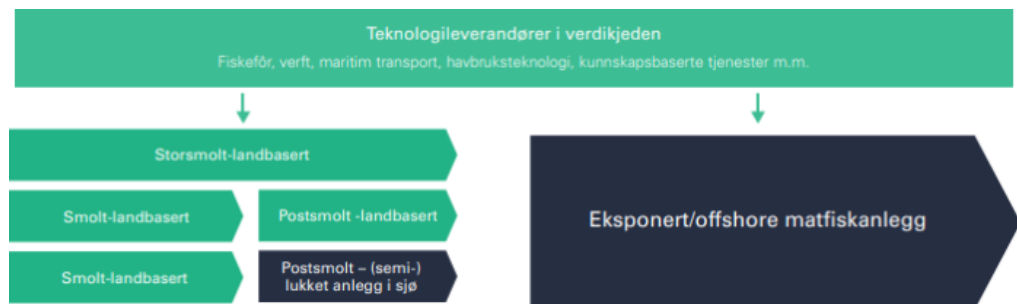 Teknologileverandører i verdikjeden
Fiskefôr, verft, maritim transport, havbruksteknologi, kunnskapsbaserte tjenester m.m.
Storsmolt-landbasert
Smolt-landbasert
Postsmolt -landbasert
Smolt-landbasert
Postsmolt – (semi-)
lukket anlegg i sjø
Eksponert/offshore matfiskanlegg